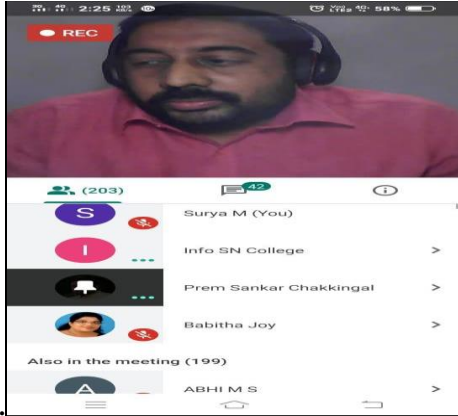 2:25
58%
REC
(203)
42
S
Surya M (You)
I
Info SN College
Prem Sankar Chakkingal
Babitha Joy
Also in the meeting (199)
A
ABHI M S